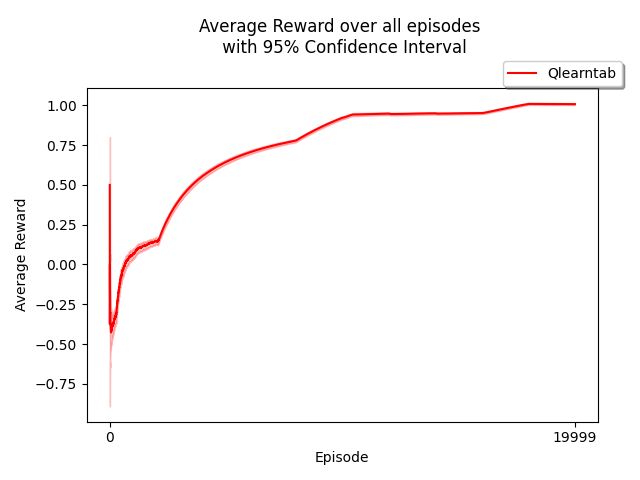 Average Reward over all episodes
with 95% Confidence Interval
Qlearntab
1.00
0.75
0.50
0.25
0.00
−0.25
−0.50
−0.75
Average Reward
0
19999
Episode